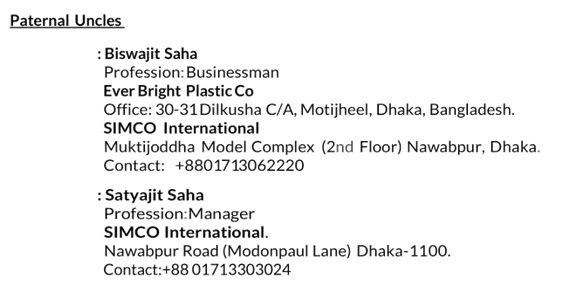 Paternal Uncles
: Biswajit Saha
Profession: Businessman
Ever Bright Plastic Co
Office: 30-31 Dilkusha C/A, Motijheel, Dhaka, Bangladesh.
SIMCO International
Muktijoddha Model Complex (2nd Floor) Nawabpur, Dhaka.
Contact: +8801713062220
: Satyajit Saha
Profession: Manager
SIMCO International.
Nawabpur Road (Modonpaul Lane) Dhaka-1100.
Contact:+88 01713303024